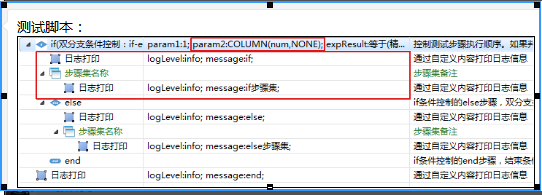 测试脚本：
if(双分支条件控制：if-e param1:1; param2:COLUMN(num,NONE); expResult:等于(精... 控制测试步骤执行顺序。如果判
日志打印 logLevel:info; message:if; 通过自定义内容打印日志信息
步骤集名称 步骤集备注
日志打印 logLevel:info; message:if步骤集; 通过自定义内容打印日志信息
else if条件控制的else步骤，双分支
日志打印 logLevel:info; message:else; 通过自定义内容打印日志信息
步骤集名称 步骤集备注
日志打印 logLevel:info; message:else步骤集; 通过自定义内容打印日志信息
end if条件控制的end步骤，结束条件
日志打印 logLevel:info; message:end; 通过自定义内容打印日志信息